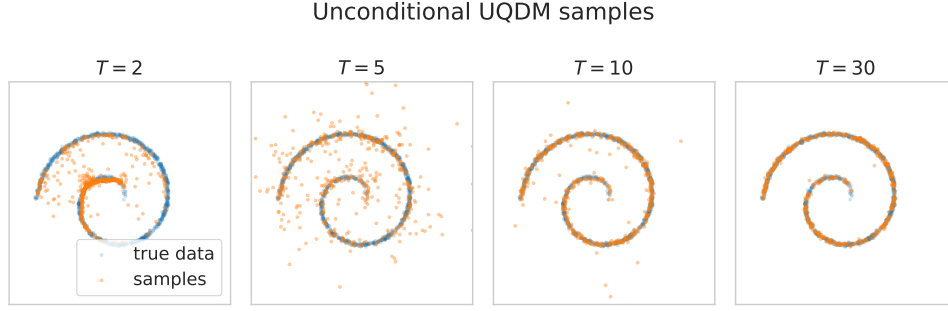 Unconditional UQDM samples
T = 2
T = 5
T = 10
T = 30
true data
samples